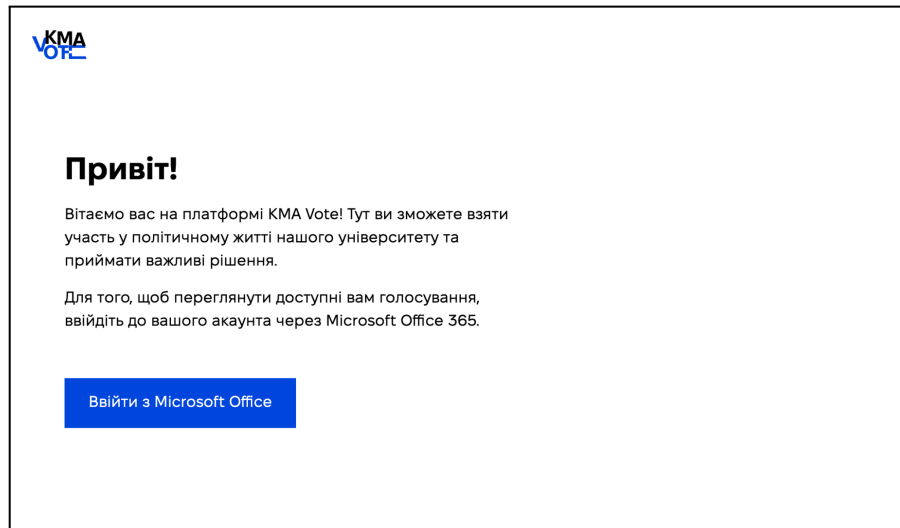 KMA
VOTE
Привіт!
Вітаємо вас на платформі KMA Vote! Тут ви зможете взяти
участь у політичному житті нашого університету та
приймати важливі рішення.
Для того, щоб переглянути доступні вам голосування,
ввійдіть до вашого акаунта через Microsoft Office 365.
Ввійти з Microsoft Office